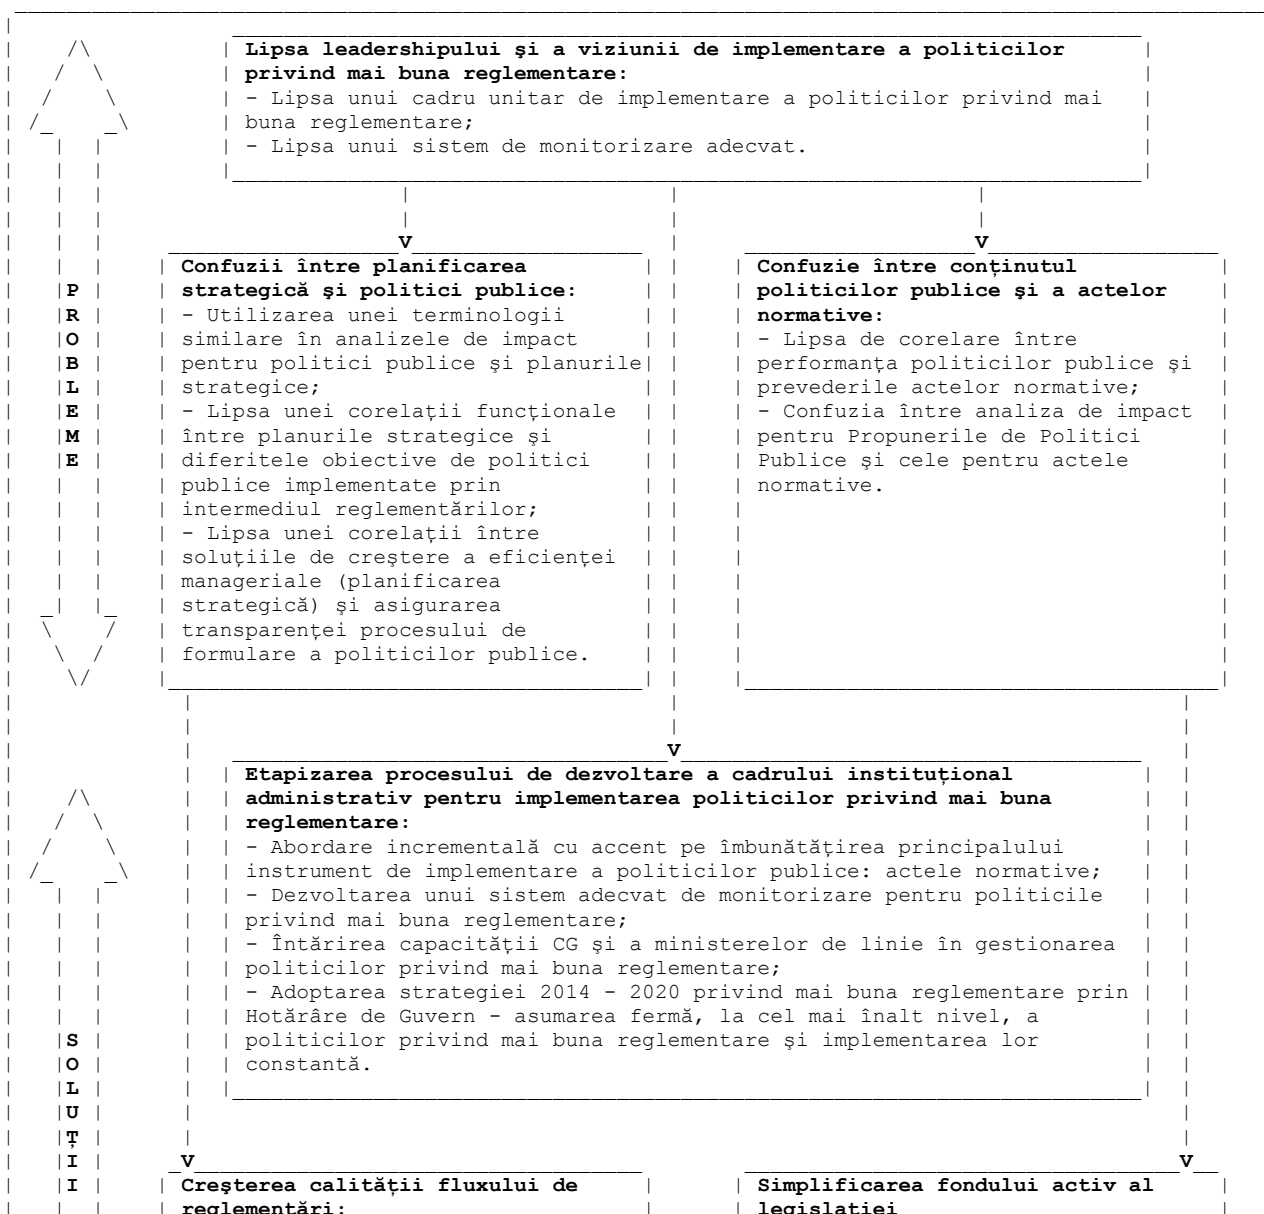 Lipsa leadershipului şi a viziunii de implementare a politicilor
privind mai buna reglementare:
- Lipsa unui cadru unitar de implementare a politicilor privind mai
buna reglementare;
- Lipsa unui sistem de monitorizare adecvat.
V
V
PROBLEME
Confuzii între planificarea
strategică şi politici publice:
- Utilizarea unei terminologii
similare în analizele de impact
pentru politici publice şi planurile
strategice;
- Lipsa unei corelaţii funcţionale
între planurile strategice şi
diferitele obiective de politici
publice implementate prin
intermediul reglementărilor;
- Lipsa unei corelaţii între
soluţiile de creştere a eficienţei
manageriale (planificarea
strategică) şi asigurarea
transparenţei procesului de
formulare a politicilor publice.
Confuzie între conţinutul
politicilor publice şi a actelor
normative:
- Lipsa de corelare între
performanţa politicilor publice şi
prevederile actelor normative;
- Confuzia între analiza de impact
pentru Propunerile de Politici
Publice şi cele pentru actele
normative.
V
Etapizarea procesului de dezvoltare a cadrului instituţional
administrativ pentru implementarea politicilor privind mai buna
reglementare:
- Abordare incrementală cu accent pe îmbunătăţirea principalului
instrument de implementare a politicilor publice: actele normative;
- Dezvoltarea unui sistem adecvat de monitorizare pentru politicile
privind mai buna reglementare;
- Întărirea capacităţii CG şi a ministerelor de linie în gestionarea
politicilor privind mai buna reglementare;
- Adoptarea strategiei 2014 - 2020 privind mai buna reglementare prin
Hotărâre de Guvern - asumarea fermă, la cel mai înalt nivel, a
politicilor privind mai buna reglementare şi implementarea lor
constantă.
SOLUŢII
V
V
Creşterea calităţii fluxului de
reglementări:
Simplificarea fondului activ al
legislaţiei